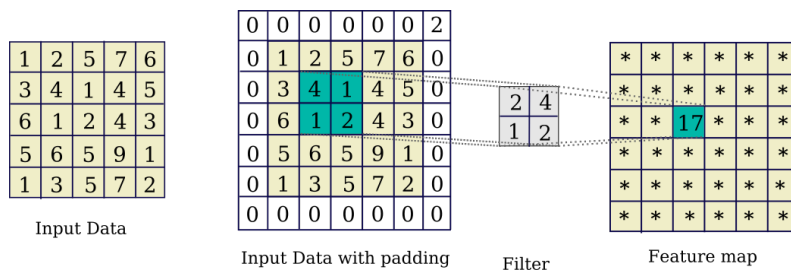 1 2 5 7 6
3 4 1 4 5
6 1 2 4 3
5 6 5 9 1
1 3 5 7 2
Input Data
0 0 0 0 0 0 2
0 1 2 5 7 6 0
0 3 4 1 4 5 0
0 6 1 2 4 3 0
0 5 6 5 9 1 0
0 1 3 5 7 2 0
0 0 0 0 0 0 0
Input Data with padding
2 4
1 2
Filter
* * * * * *
* * * * * *
* * 17 * * *
* * * * * *
* * * * * *
* * * * * *
Feature map